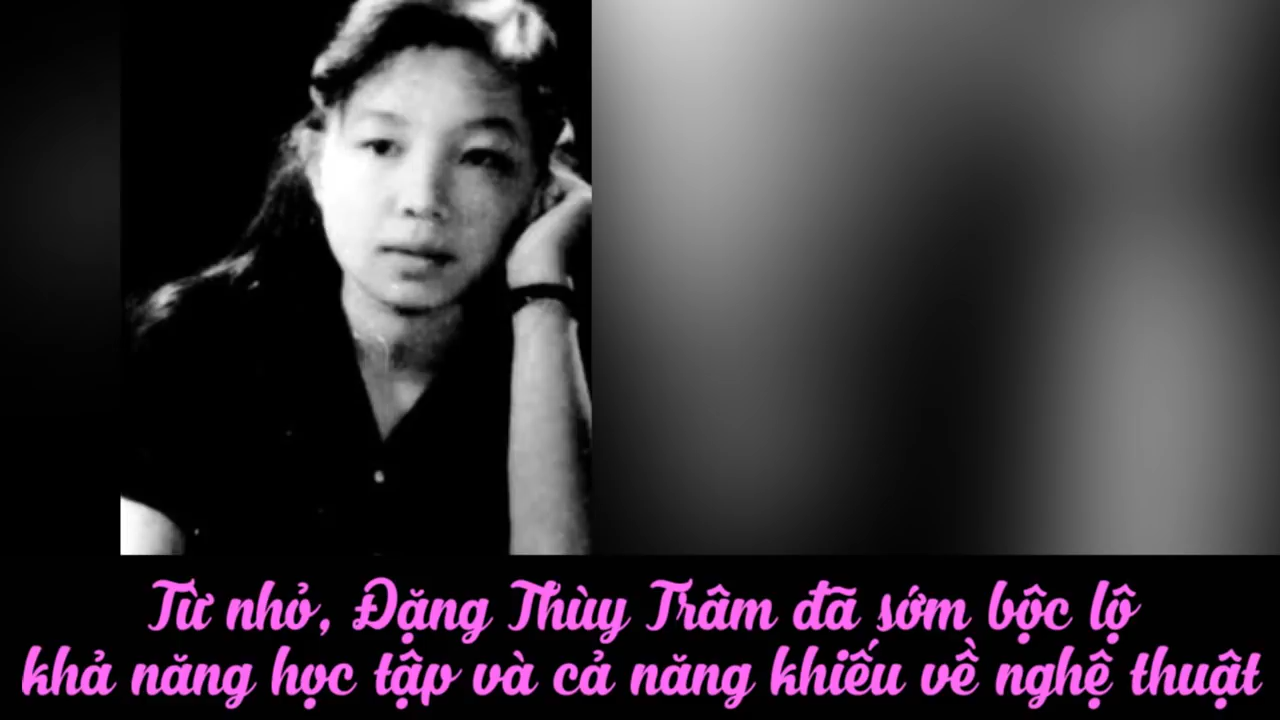 Từ nhỏ, Đặng Thùy Trâm đã sớm bộc lộ
khả năng học tập và cả năng khiếu về nghệ thuật